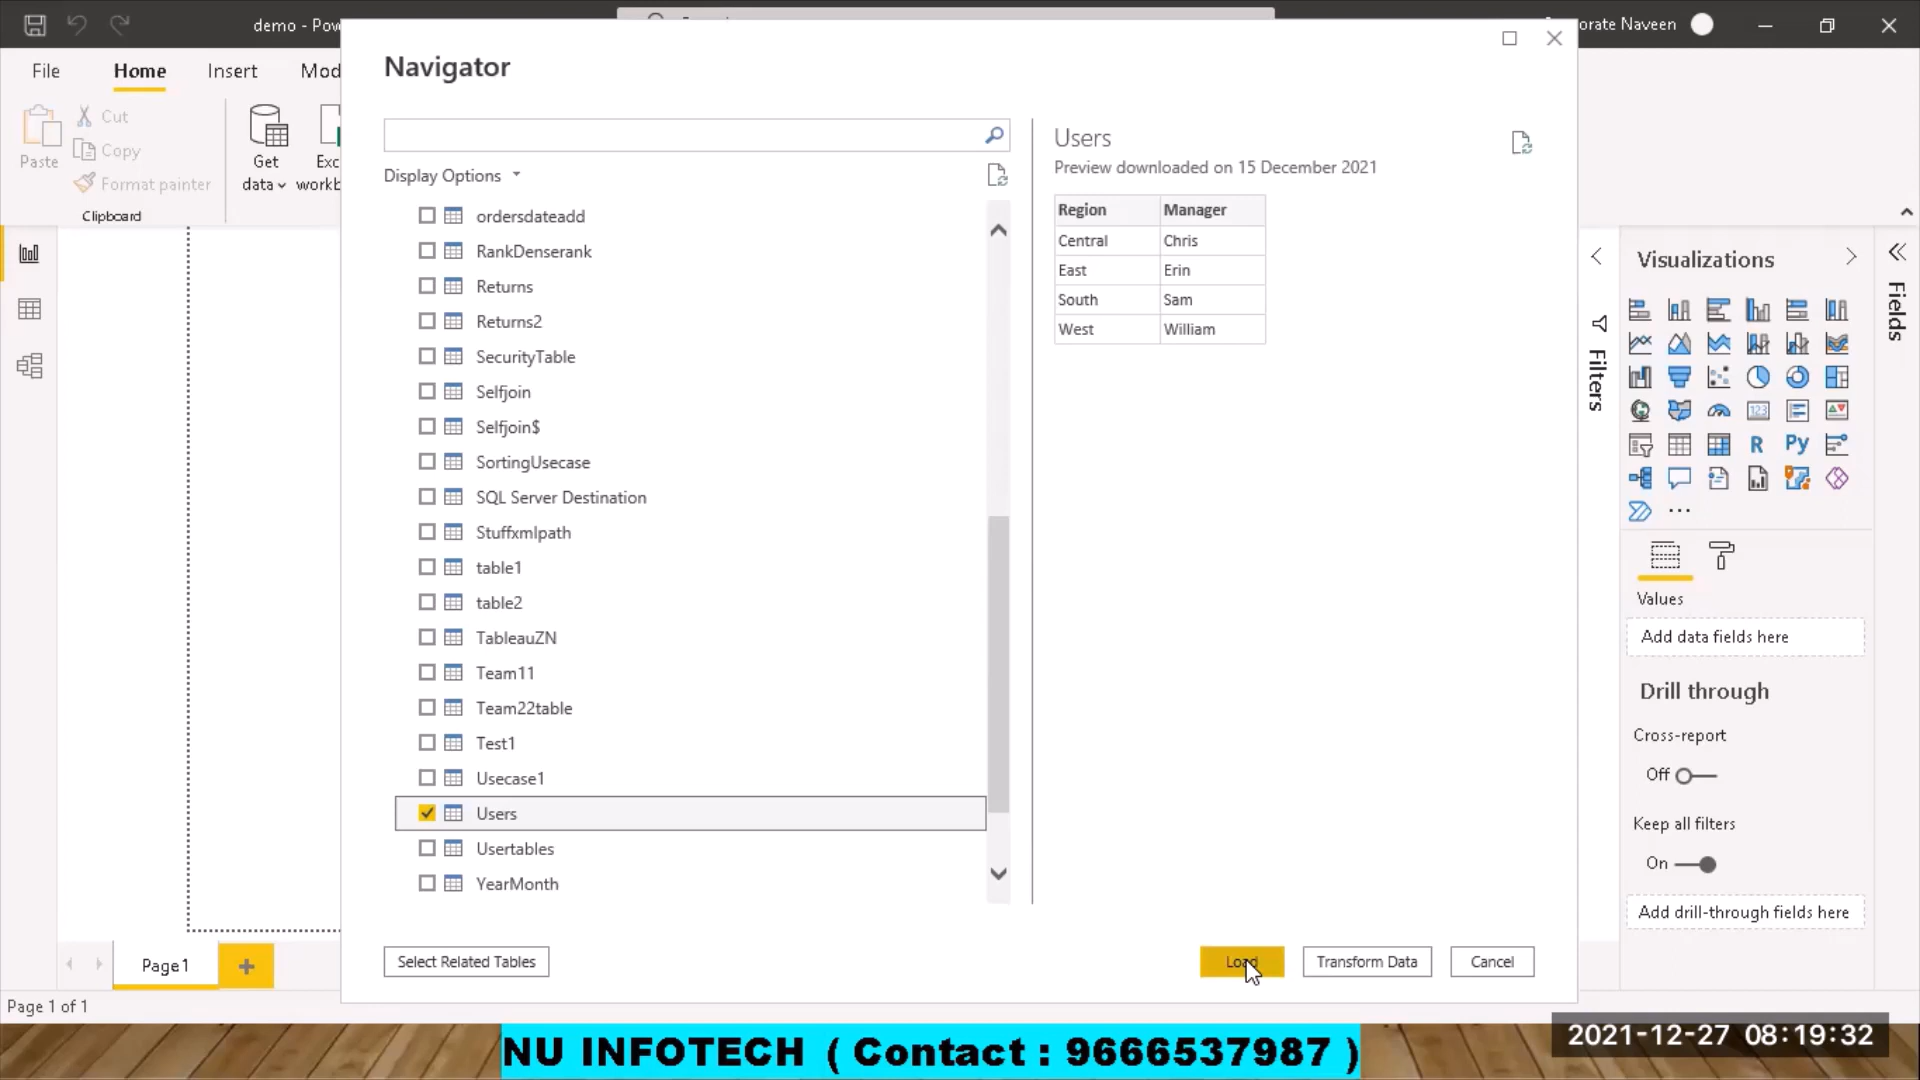 demo - Pow
orate Naveen
File
Home
Insert
Mod
Cut
Copy
Paste
Format painter
Clipboard
Get
data
Exc
workb
Navigator
Display Options
ordersdateadd
RankDenserank
Returns
Returns2
SecurityTable
Selfjoin
Selfjoin$
SortingUsecase
SQL Server Destination
Stuffxmlpath
table1
table2
TableauZN
Team11
Team22table
Test1
Usecase1
Users
Usertables
YearMonth
Select Related Tables
Users
Preview downloaded on 15 December 2021
Region Manager
Central Chris
East Erin
South Sam
West William
Load
Transform Data
Cancel
Filters
Visualizations
R
Py
123
Values
Add data fields here
Drill through
Cross-report
Off
Keep all filters
On
Add drill-through fields here
Fields
Page1
Page 1 of 1
NU INFOTECH ( Contact : 9666537987 )
2021-12-27 08:19:32